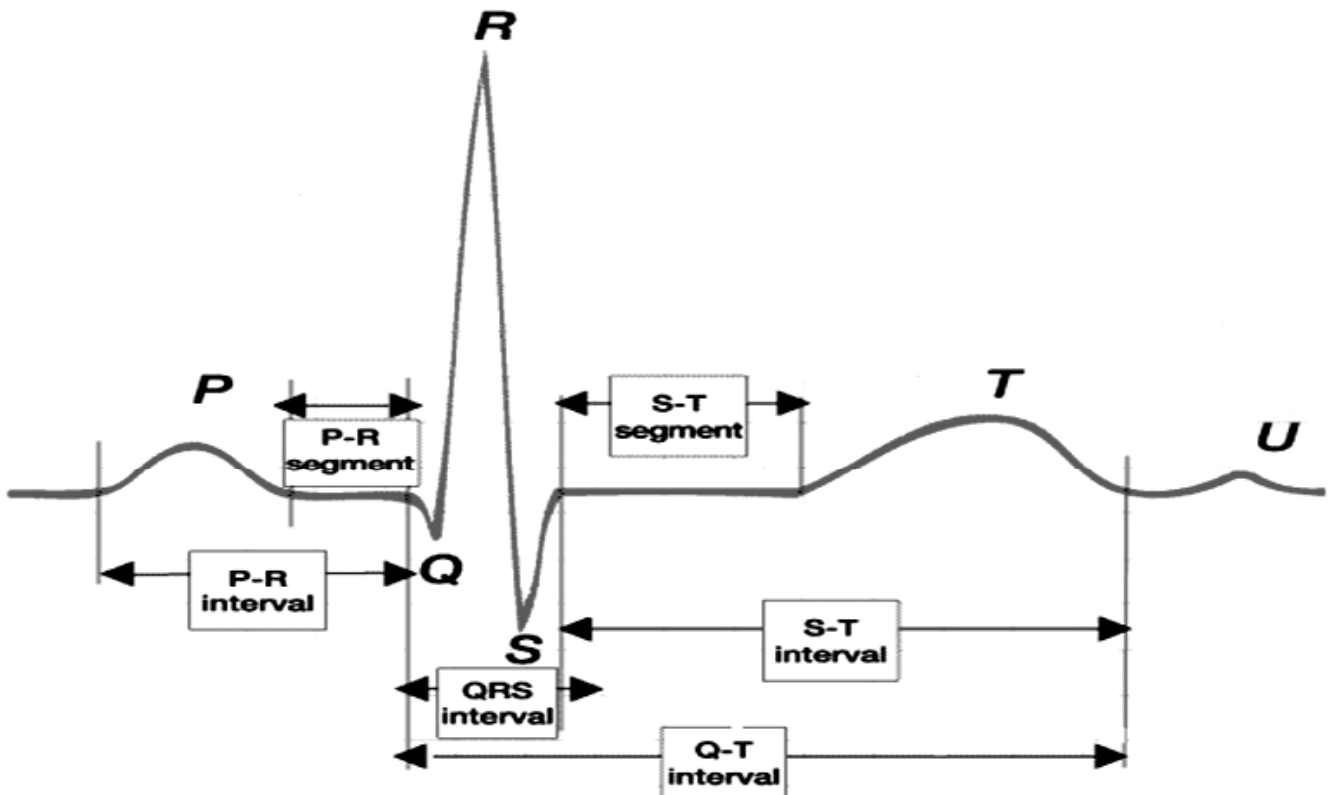 R
P
P-R
segment
S-T
segment
T
U
P-R
interval
Q
S
S-T
interval
QRS
interval
Q-T
interval